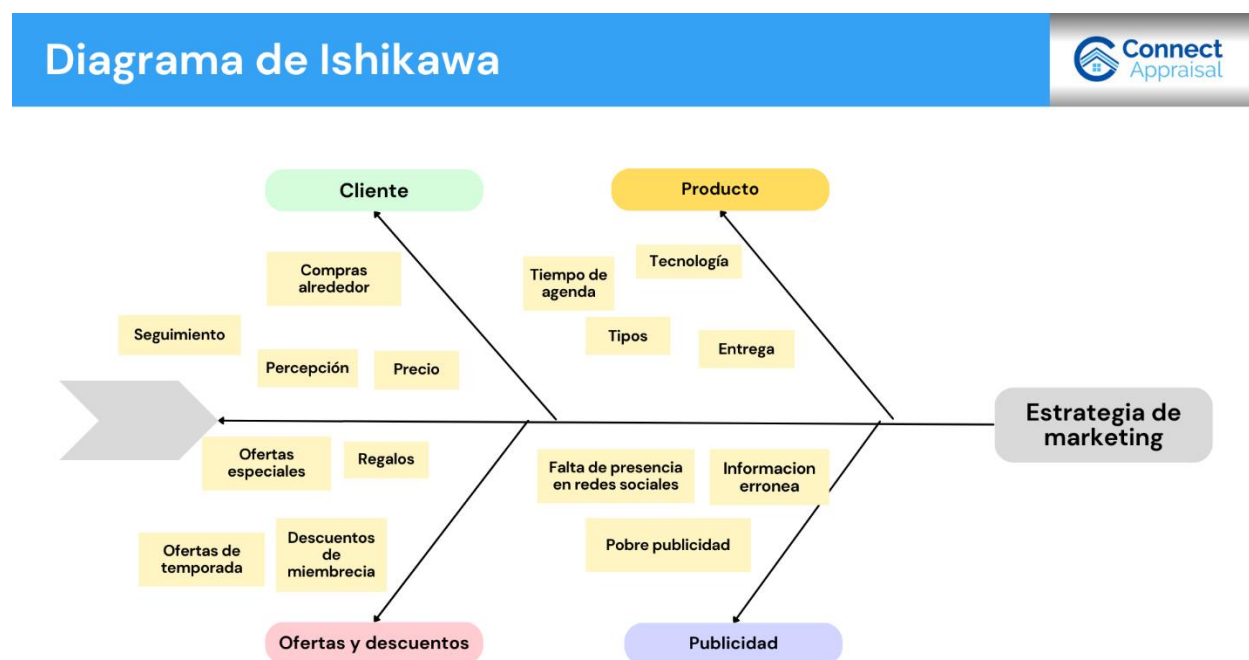 Diagrama de Ishikawa
Connect
Appraisal
Cliente
Producto
Compras
alrededor
Tiempo de
agenda
Tecnología
Seguimiento
Percepción
Precio
Tipos
Entrega
Estrategia de
marketing
Ofertas
especiales
Regalos
Falta de presencia
en redes sociales
Informacion
erronea
Ofertas de
temporada
Descuentos
de
miembrecia
Pobre publicidad
Ofertas y descuentos
Publicidad